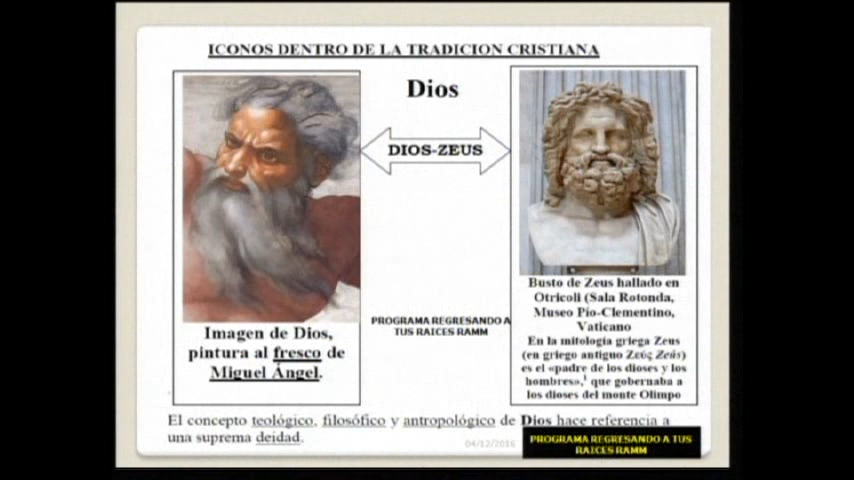 ICONOS DENTRO DE LA TRADICION CRISTIANA
Dios
DIOS-ZEUS
Imagen de Dios,
pintura al fresco de
Miguel Ángel.
PROGRAMA REGRESANDO A
TUS RAICES RAMM
Busto de Zeus hallado en
Otricoli (Sala Rotonda,
Museo Pío-Clementino,
Vaticano
En la mitología griega Zeus
(en griego antiguo Ζεύς Zeús)
es el «padre de los dioses y los
hombres»,1 que gobernaba a
los dioses del monte Olimpo
El concepto teológico, filosófico y antropológico de Dios hace referencia a
una suprema deidad.
04/12/2016
PROGRAMA REGRESANDO A TUS
RAICES RAMM